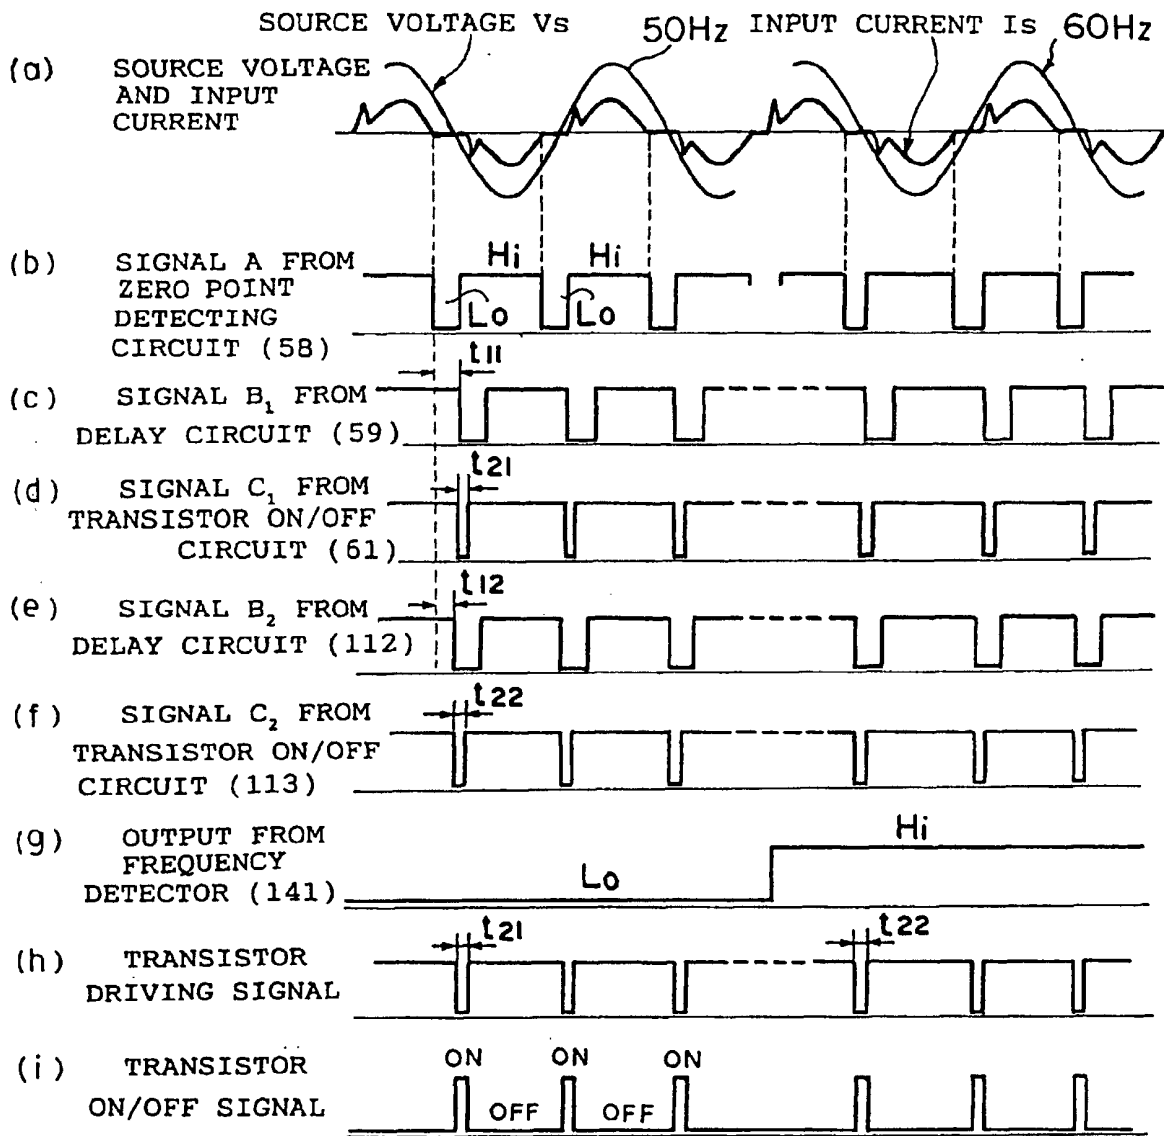 SOURCE VOLTAGE Vs
50Hz
INPUT CURRENT Is
60Hz
(a)
SOURCE VOLTAGE
AND INPUT
CURRENT
(b)
SIGNAL A FROM
ZERO POINT
DETECTING
CIRCUIT (58)
Hi
Hi
Lo
Lo
t11
(c)
SIGNAL B1 FROM
DELAY CIRCUIT (59)
t21
(d)
SIGNAL C1 FROM
TRANSISTOR ON/OFF
CIRCUIT (61)
t12
(e)
SIGNAL B2 FROM
DELAY CIRCUIT (112)
t22
(f)
SIGNAL C2 FROM
TRANSISTOR ON/OFF
CIRCUIT (113)
(g)
OUTPUT FROM
FREQUENCY
DETECTOR (141)
Lo
Hi
t21
t22
(h)
TRANSISTOR
DRIVING SIGNAL
(i)
TRANSISTOR
ON/OFF SIGNAL
ON
ON
ON
OFF
OFF